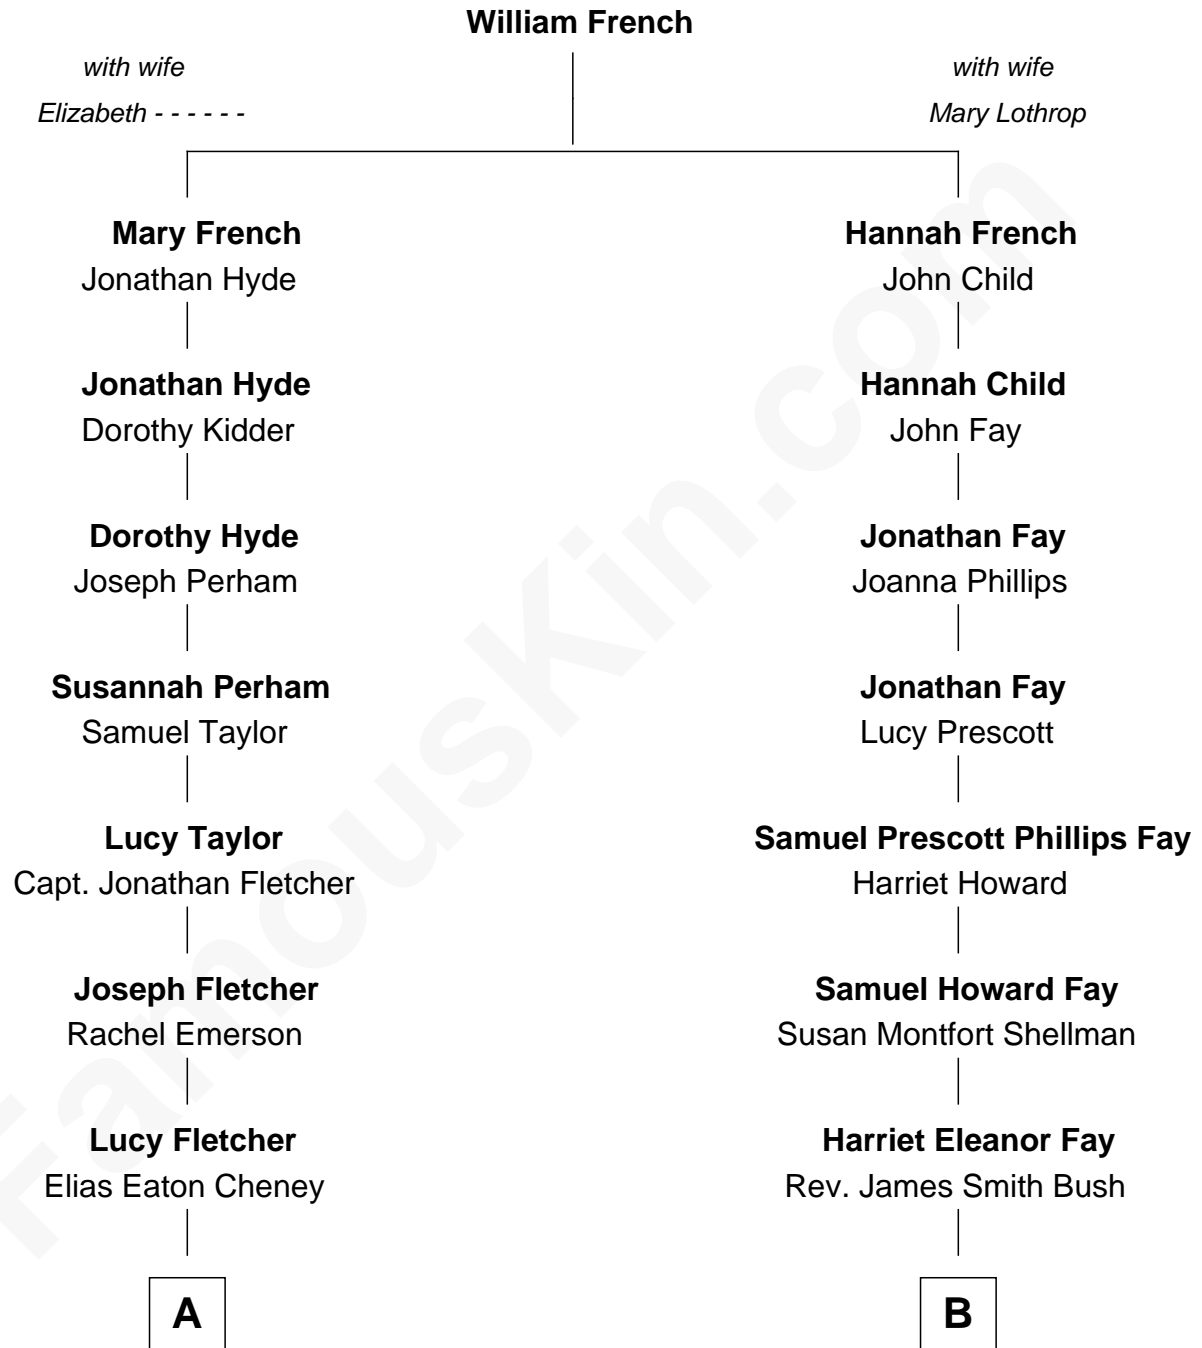 William French
with wife
Elizabeth - - - - - -
with wife
Mary Lothrop
Mary French
Jonathan Hyde
Hannah French
John Child
Jonathan Hyde
Dorothy Kidder
Hannah Child
John Fay
Dorothy Hyde
Joseph Perham
Jonathan Fay
Joanna Phillips
Susannah Perham
Samuel Taylor
Jonathan Fay
Lucy Prescott
Lucy Taylor
Capt. Jonathan Fletcher
Samuel Prescott Phillips Fay
Harriet Howard
Joseph Fletcher
Rachel Emerson
Samuel Howard Fay
Susan Montfort Shellman
Lucy Fletcher
Elias Eaton Cheney
Harriet Eleanor Fay
Rev. James Smith Bush
A
B
FamousKin.com